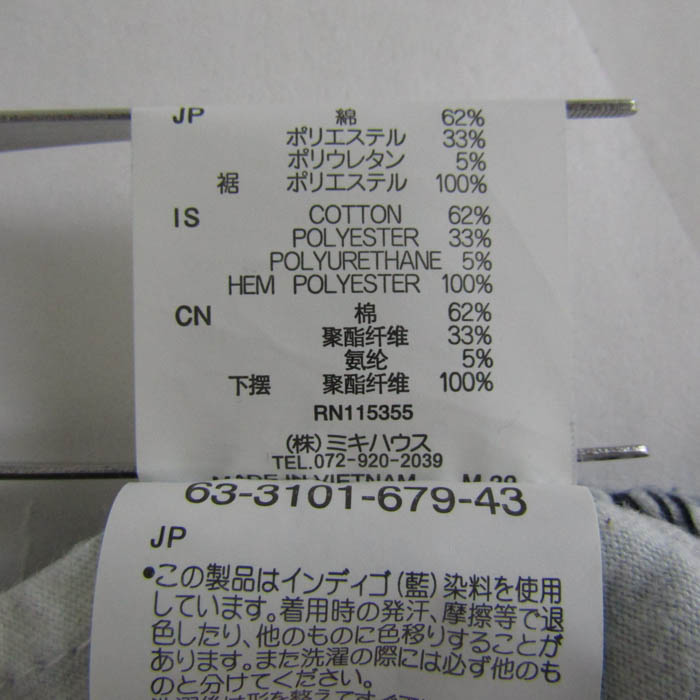 JP 綿 62%
ポリエステル 33%
ポリウレタン 5%
裾 ポリエステル 100%
IS COTTON 62%
POLYESTER 33%
POLYURETHANE 5%
HEM POLYESTER 100%
CN 棉 62%
聚酯纤维 33%
氨纶 5%
下摆 聚酯纤维 100%
RN115355
(株)ミキハウス
TEL.072-920-2039
MADE IN VIETNAM
63-3101-679-43
JP
•この製品はインディゴ(藍)染料を使用
しています。着用時の発汗、摩擦等で退
色したり、他のものに色移りすることが
あります。また洗濯の際には必ず他のも
のと分けてください。